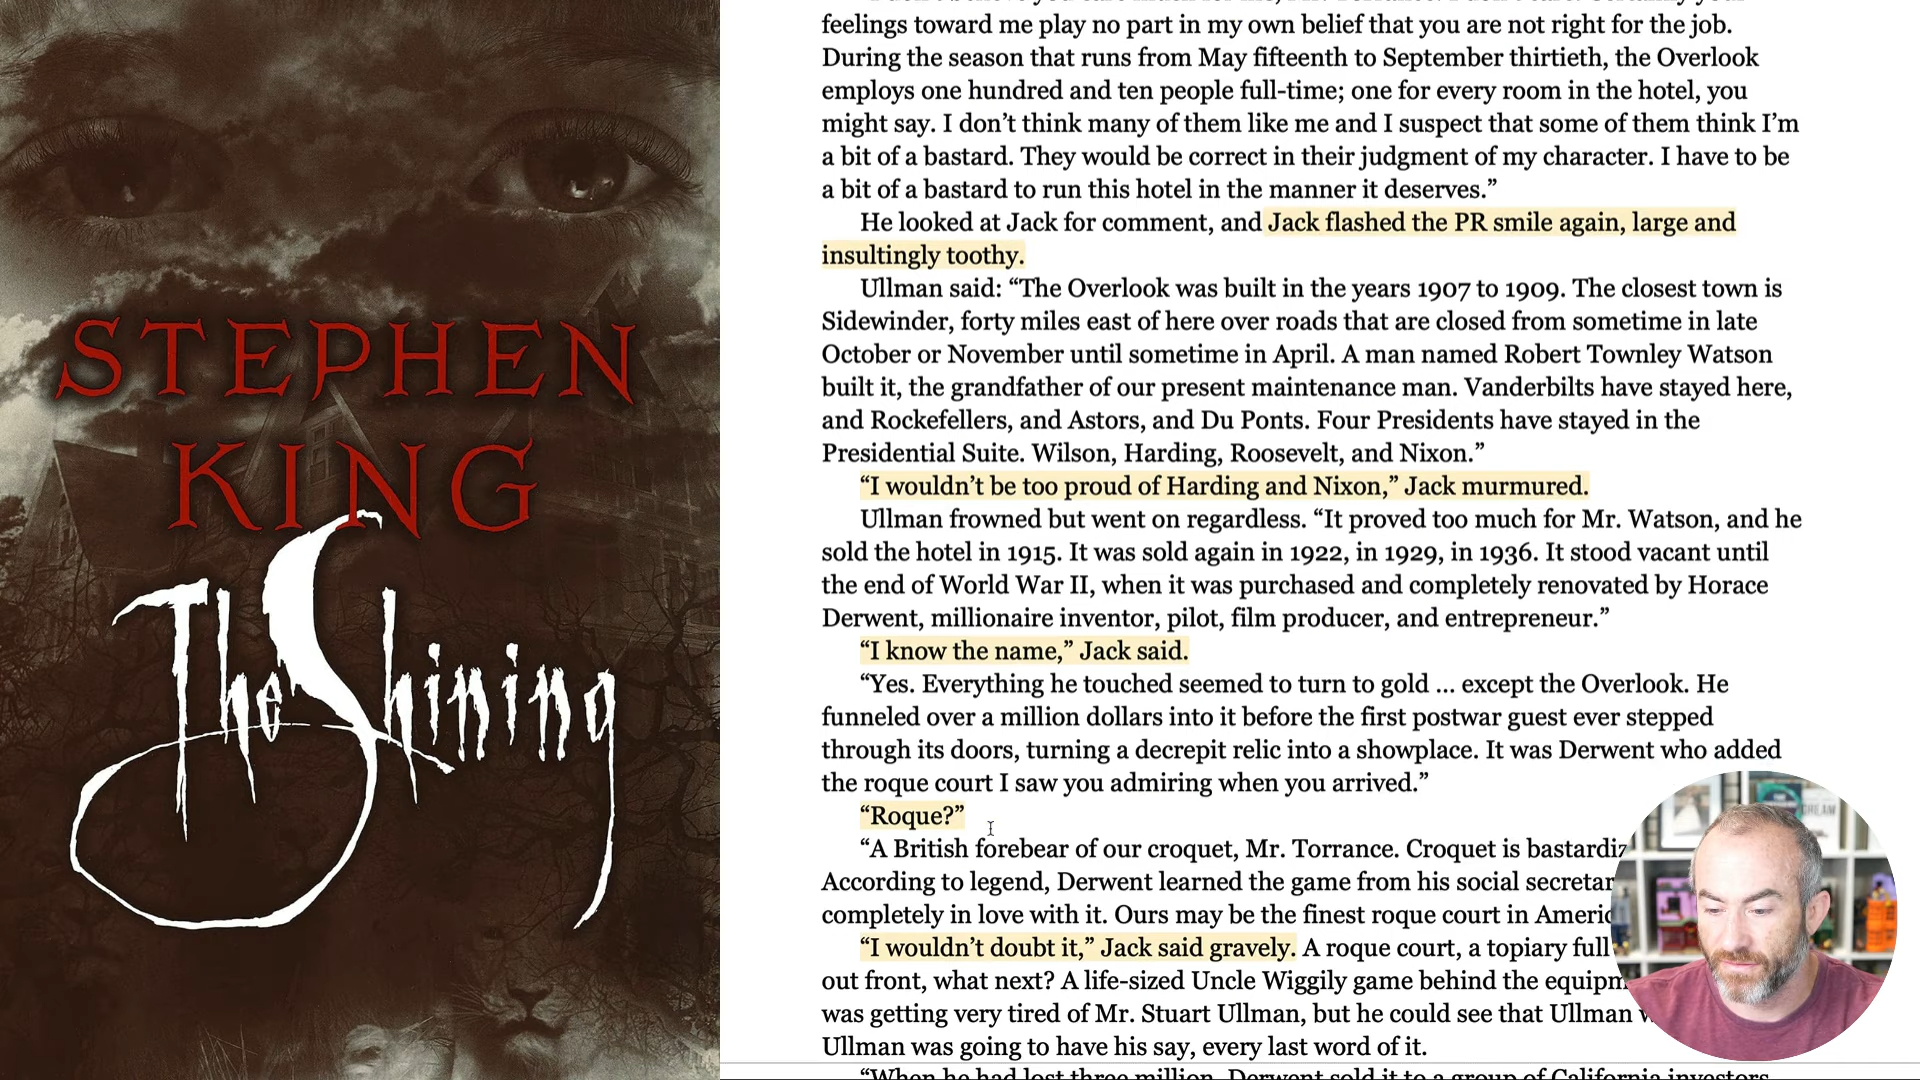 STEPHEN
KING
The Shining
feelings toward me play no part in my own belief that you are not right for the job.
During the season that runs from May fifteenth to September thirtieth, the Overlook
employs one hundred and ten people full-time; one for every room in the hotel, you
might say. I don’t think many of them like me and I suspect that some of them think I’m
a bit of a bastard. They would be correct in their judgment of my character. I have to be
a bit of a bastard to run this hotel in the manner it deserves.”
He looked at Jack for comment, and Jack flashed the PR smile again, large and
insultingly toothy.
Ullman said: “The Overlook was built in the years 1907 to 1909. The closest town is
Sidewinder, forty miles east of here over roads that are closed from sometime in late
October or November until sometime in April. A man named Robert Townley Watson
built it, the grandfather of our present maintenance man. Vanderbilts have stayed here,
and Rockefellers, and Astors, and Du Ponts. Four Presidents have stayed in the
Presidential Suite. Wilson, Harding, Roosevelt, and Nixon.”
“I wouldn’t be too proud of Harding and Nixon,” Jack murmured.
Ullman frowned but went on regardless. “It proved too much for Mr. Watson, and he
sold the hotel in 1915. It was sold again in 1922, in 1929, in 1936. It stood vacant until
the end of World War II, when it was purchased and completely renovated by Horace
Derwent, millionaire inventor, pilot, film producer, and entrepreneur.”
“I know the name,” Jack said.
“Yes. Everything he touched seemed to turn to gold ... except the Overlook. He
funneled over a million dollars into it before the first postwar guest ever stepped
through its doors, turning a decrepit relic into a showplace. It was Derwent who added
the roque court I saw you admiring when you arrived.”
“Roque?”
“A British forebear of our croquet, Mr. Torrance. Croquet is
According to legend, Derwent learned the game from his social
completely in love with it. Ours may be the finest roque court in
“I wouldn’t doubt it,” Jack said gravely. A roque court, a topiary full
out front, what next? A life-sized Uncle Wiggily game behind the
was getting very tired of Mr. Stuart Ullman, but he could see that Ullman
Ullman was going to have his say, every last word of it.
“When he had lost three million, Derwent sold it to a group of California investors